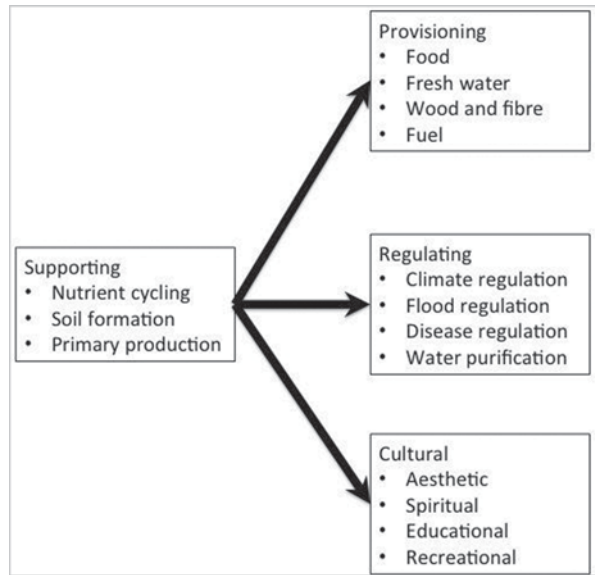 Provisioning
• Food
• Fresh water
• Wood and fibre
• Fuel
Supporting
• Nutrient cycling
• Soil formation
• Primary production
Regulating
• Climate regulation
• Flood regulation
• Disease regulation
• Water purification
Cultural
• Aesthetic
• Spiritual
• Educational
• Recreational